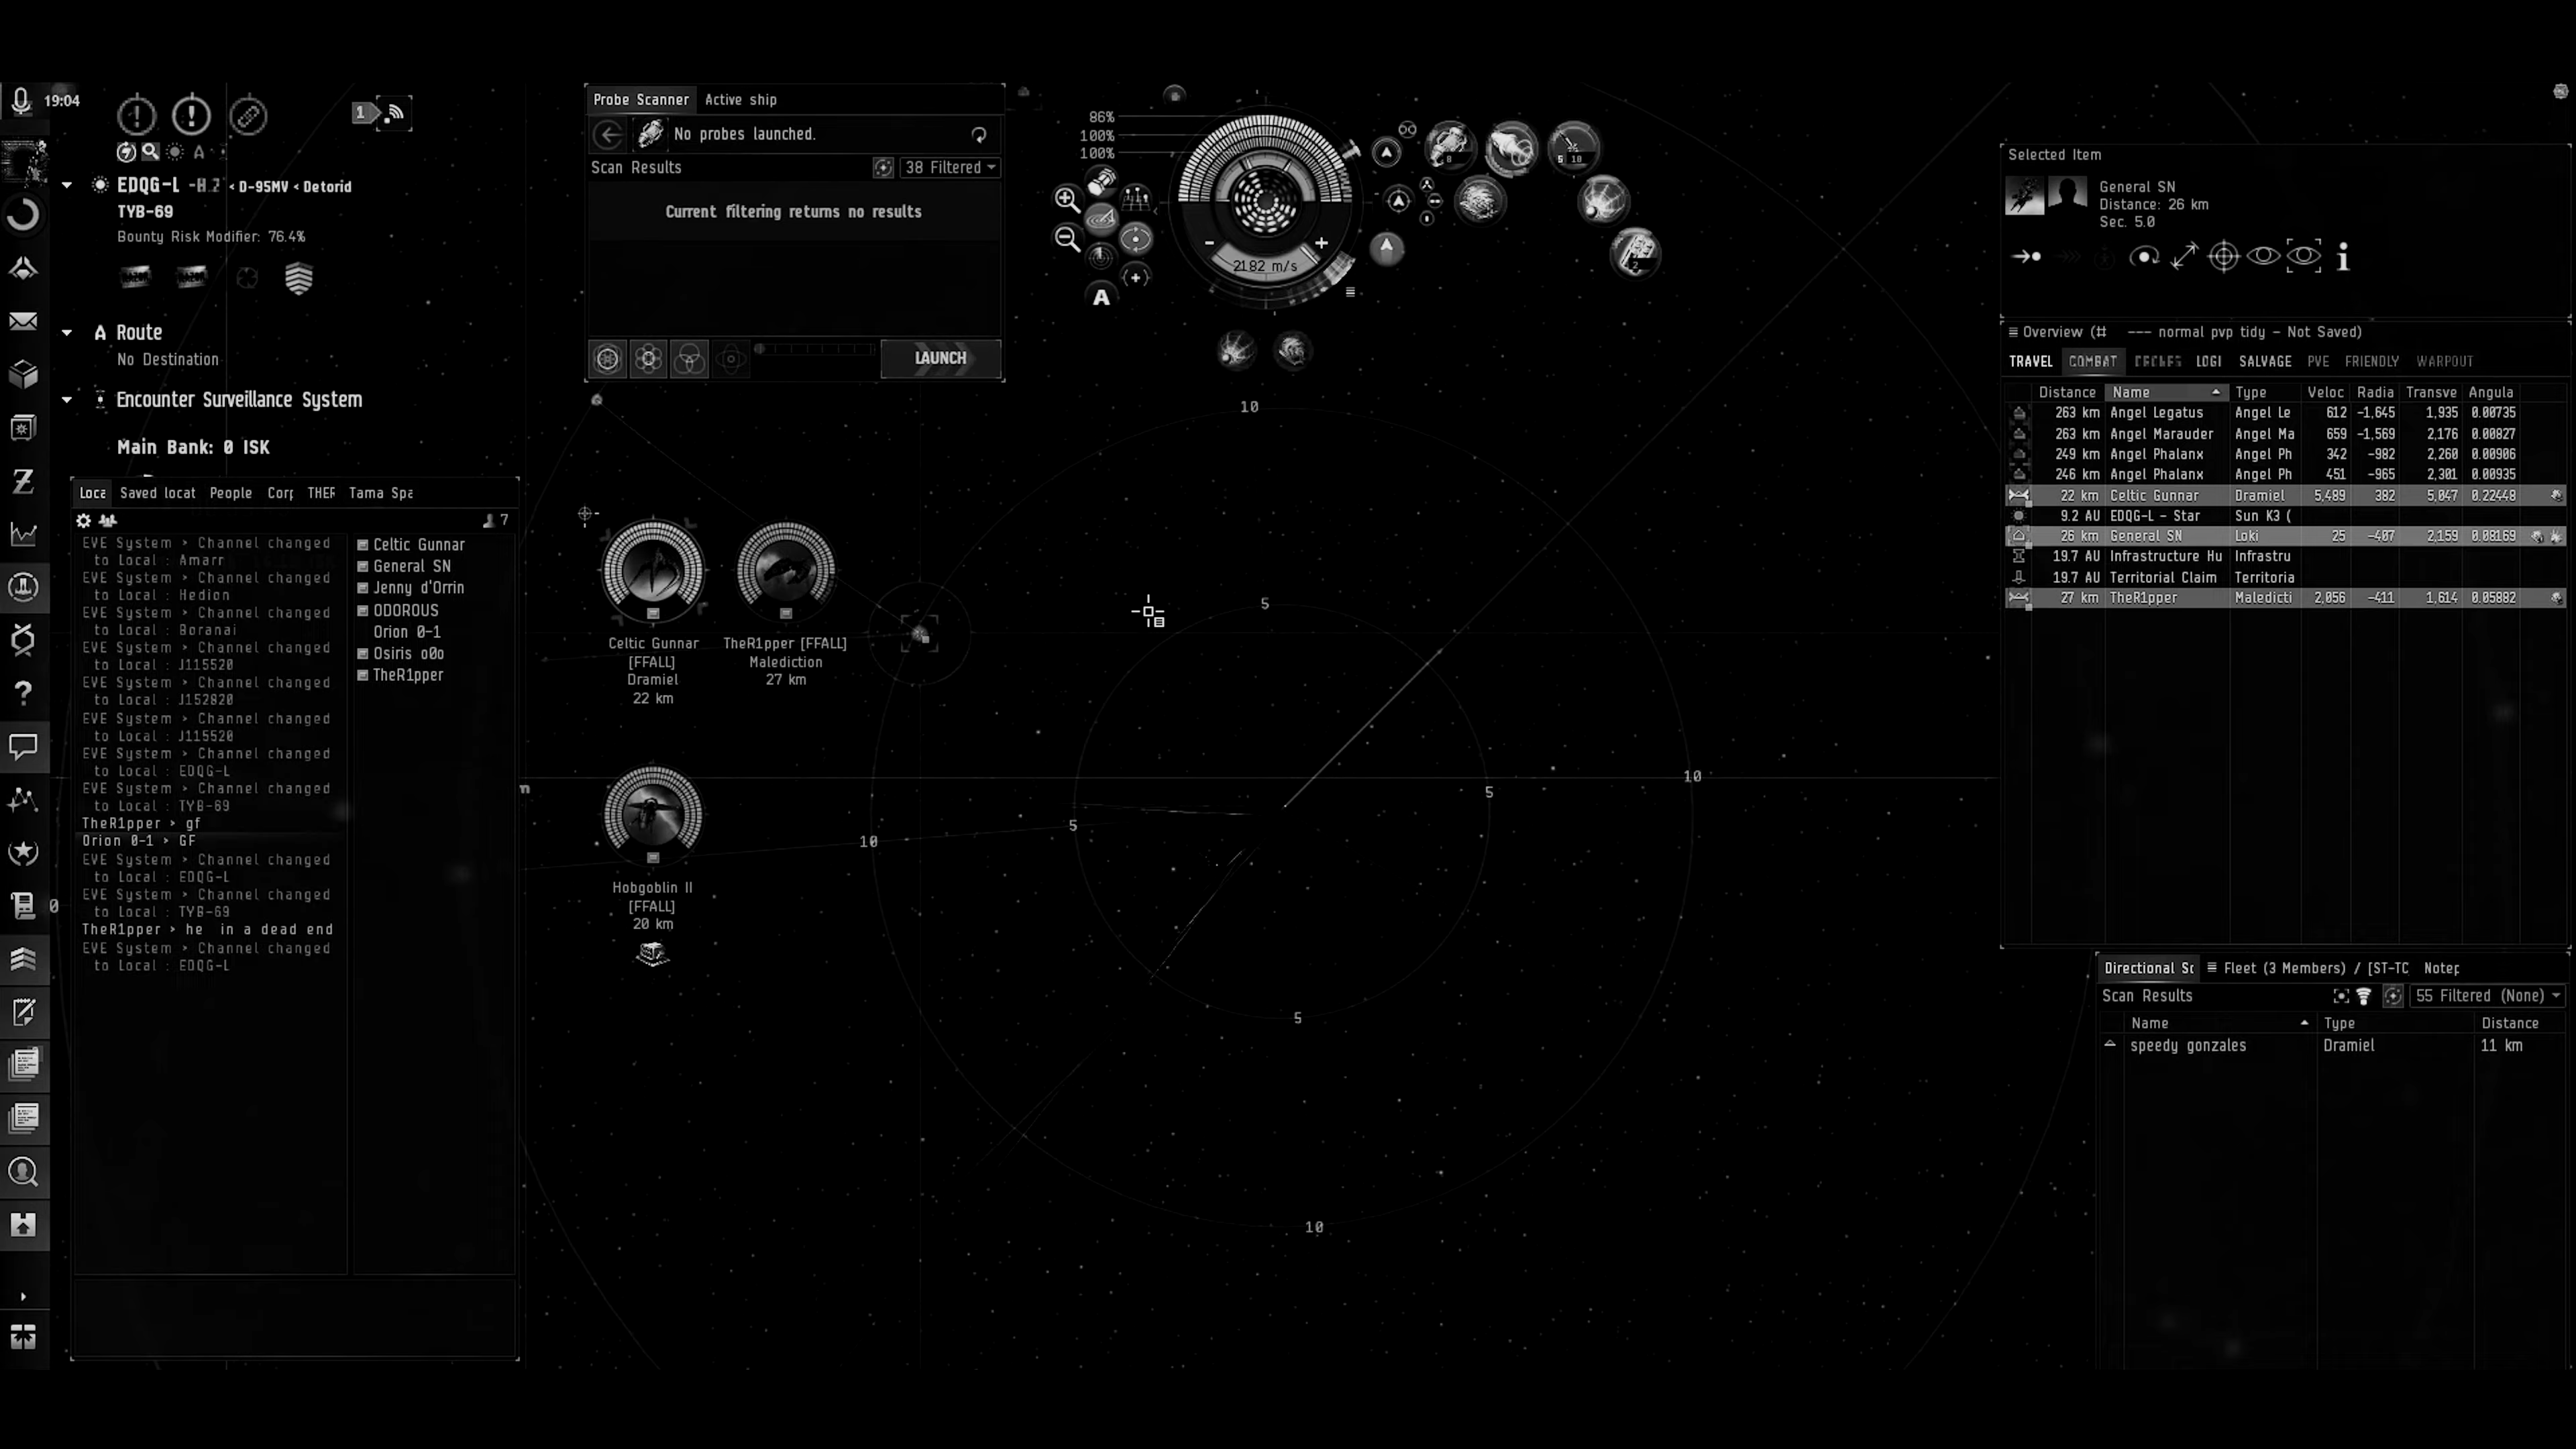 19:04
1
EDQG-L
< D-95MV < Detorid
TYB-69
Bounty Risk Modifier: 76.4%
Route
No Destination
Encounter Surveillance System
Main Bank: 0 ISK
Loca Saved locat People Corp THER Tama Spa
7
EVE System > Channel changed
to Local : Amarr
EVE System > Channel changed
to Local : Hedion
EVE System > Channel changed
to Local : Boranai
EVE System > Channel changed
to Local : J115520
EVE System > Channel changed
to Local : J152820
EVE System > Channel changed
to Local : J115520
EVE System > Channel changed
to Local : EDQG-L
EVE System > Channel changed
to Local : TYB-69
TheR1pper > gf
Orion 0-1 > GF
EVE System > Channel changed
to Local : EDQG-L
EVE System > Channel changed
to Local : TYB-69
TheR1pper > he in a dead end
EVE System > Channel changed
to Local : EDQG-L
Celtic Gunnar
General SN
Jenny d'Orrin
ODOROUS
Orion 0-1
Osiris o0o
TheR1pper
Probe Scanner Active ship
No probes launched.
Scan Results 38 Filtered
Current filtering returns no results
LAUNCH
86%
100%
100%
A
2182 m/s
8
5 10
2
Celtic Gunnar
[FFALL]
Dramiel
22 km
TheR1pper [FFALL]
Malediction
27 km
Hobgoblin II
[FFALL]
20 km
10
5
10
5
5
10
5
10
Selected Item
General SN
Distance: 26 km
Sec. 5.0
Overview (# --- normal pvp tidy - Not Saved)
TRAVEL COMBAT LOGI SALVAGE PVE FRIENDLY WARPOUT
Distance Name Type Veloc Radia Transve Angula
263 km Angel Legatus Angel Le 612 -1,645 1,935 0.00735
263 km Angel Marauder Angel Ma 659 -1,569 2,176 0.00827
249 km Angel Phalanx Angel Ph 342 -982 2,260 0.00906
246 km Angel Phalanx Angel Ph 451 -965 2,301 0.00935
22 km Celtic Gunnar Dramiel 5,489 382 5,047 0.22448
9.2 AU EDQG-L - Star Sun K3 (
26 km General SN Loki 25 -407 2,159 0.08169
19.7 AU Infrastructure Hu Infrastru
19.7 AU Territorial Claim Territoria
27 km TheR1pper Maledicti 2,056 -411 1,614 0.05882
Directional Sc Fleet (3 Members) / [ST-TC Notep
Scan Results 55 Filtered (None)
Name Type Distance
speedy gonzales Dramiel 11 km